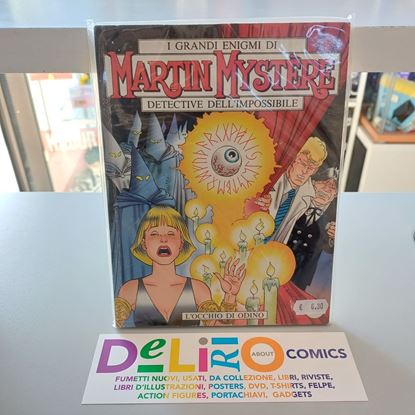 I GRANDI ENIGMI DI
MARTIN MYSTÈRE
DETECTIVE DELL'IMPOSSIBILE
L'OCCHIO DI ODINO
DeLiRiO ABOUT COMICS
FUMETTI NUOVI, USATI, DA COLLEZIONE, LIBRI, RIVISTE,
LIBRI D'ILLUSTRAZIONI, POSTERS, DVD, T-SHIRTS, FELPE,
ACTION FIGURES, PORTACHIAVI, GADGETS